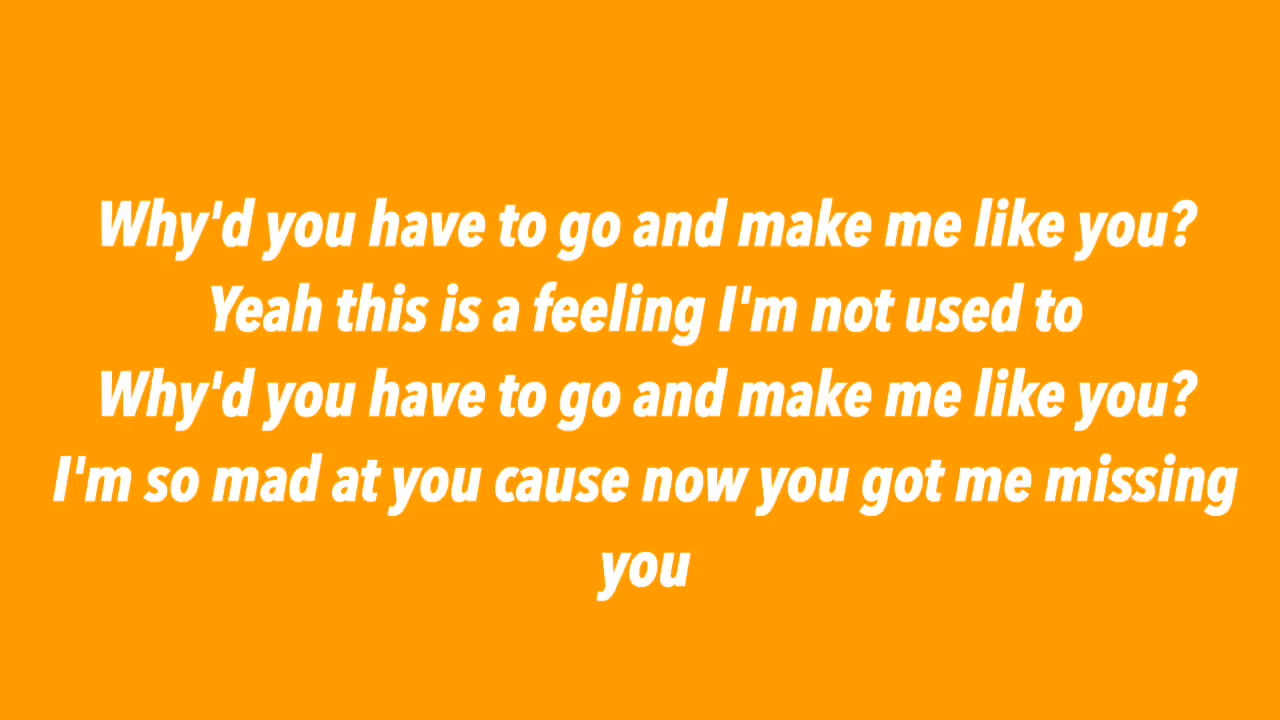 Why'd you have to go and make me like you?
Yeah this is a feeling I'm not used to
Why'd you have to go and make me like you?
I'm so mad at you cause now you got me missing
you